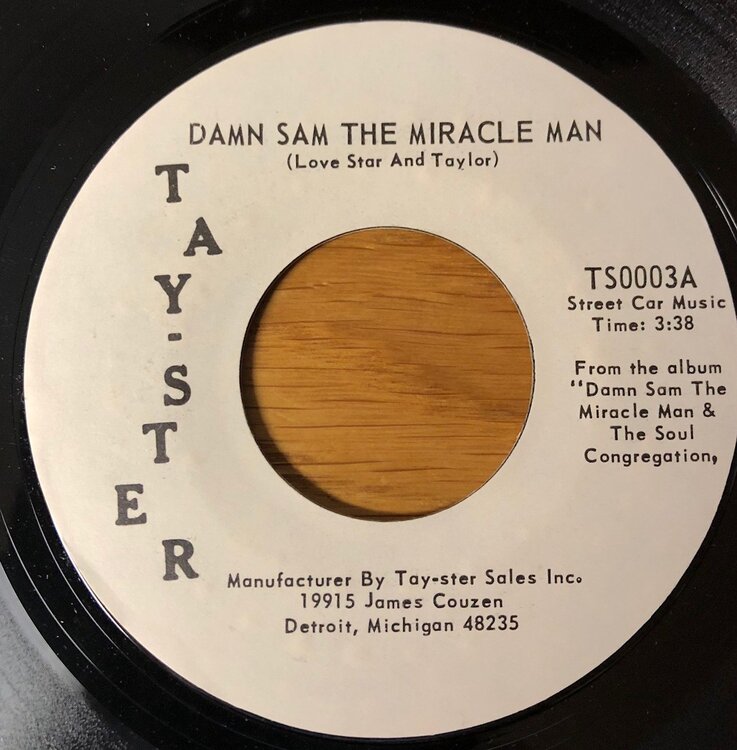 DAMN SAM THE MIRACLE MAN
(Love Star And Taylor)
TAY-STER
TS0003A
Street Car Music
Time: 3:38
From the album
"Damn Sam The
Miracle Man &
The Soul
Congregation,
Manufacturer By Tay-ster Sales Inc.
19915 James Couzen
Detroit, Michigan 48235